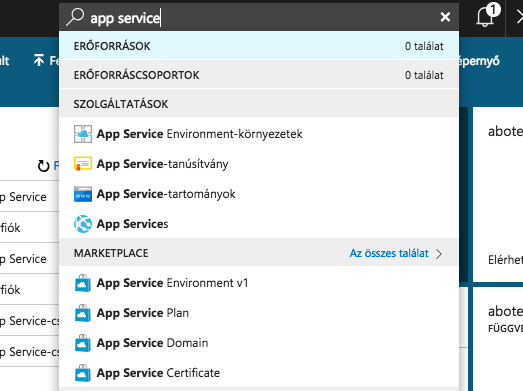 app service
1
ult
Fe
épernyő
ERŐFORRÁSOK 0 találat
ERŐFORRÁSCSOPORTOK 0 találat
SZOLGÁLTATÁSOK
App Service Environment-környezetek
App Service-tanúsítvány
App Service-tartományok
App Services
MARKETPLACE Az összes találat
App Service Environment v1
App Service Plan
App Service Domain
App Service Certificate
F
p Service
fiók
p Service
fiók
p Service-cs
p Service-cs
abote
Elérhet
abote
FÜGGVÉ